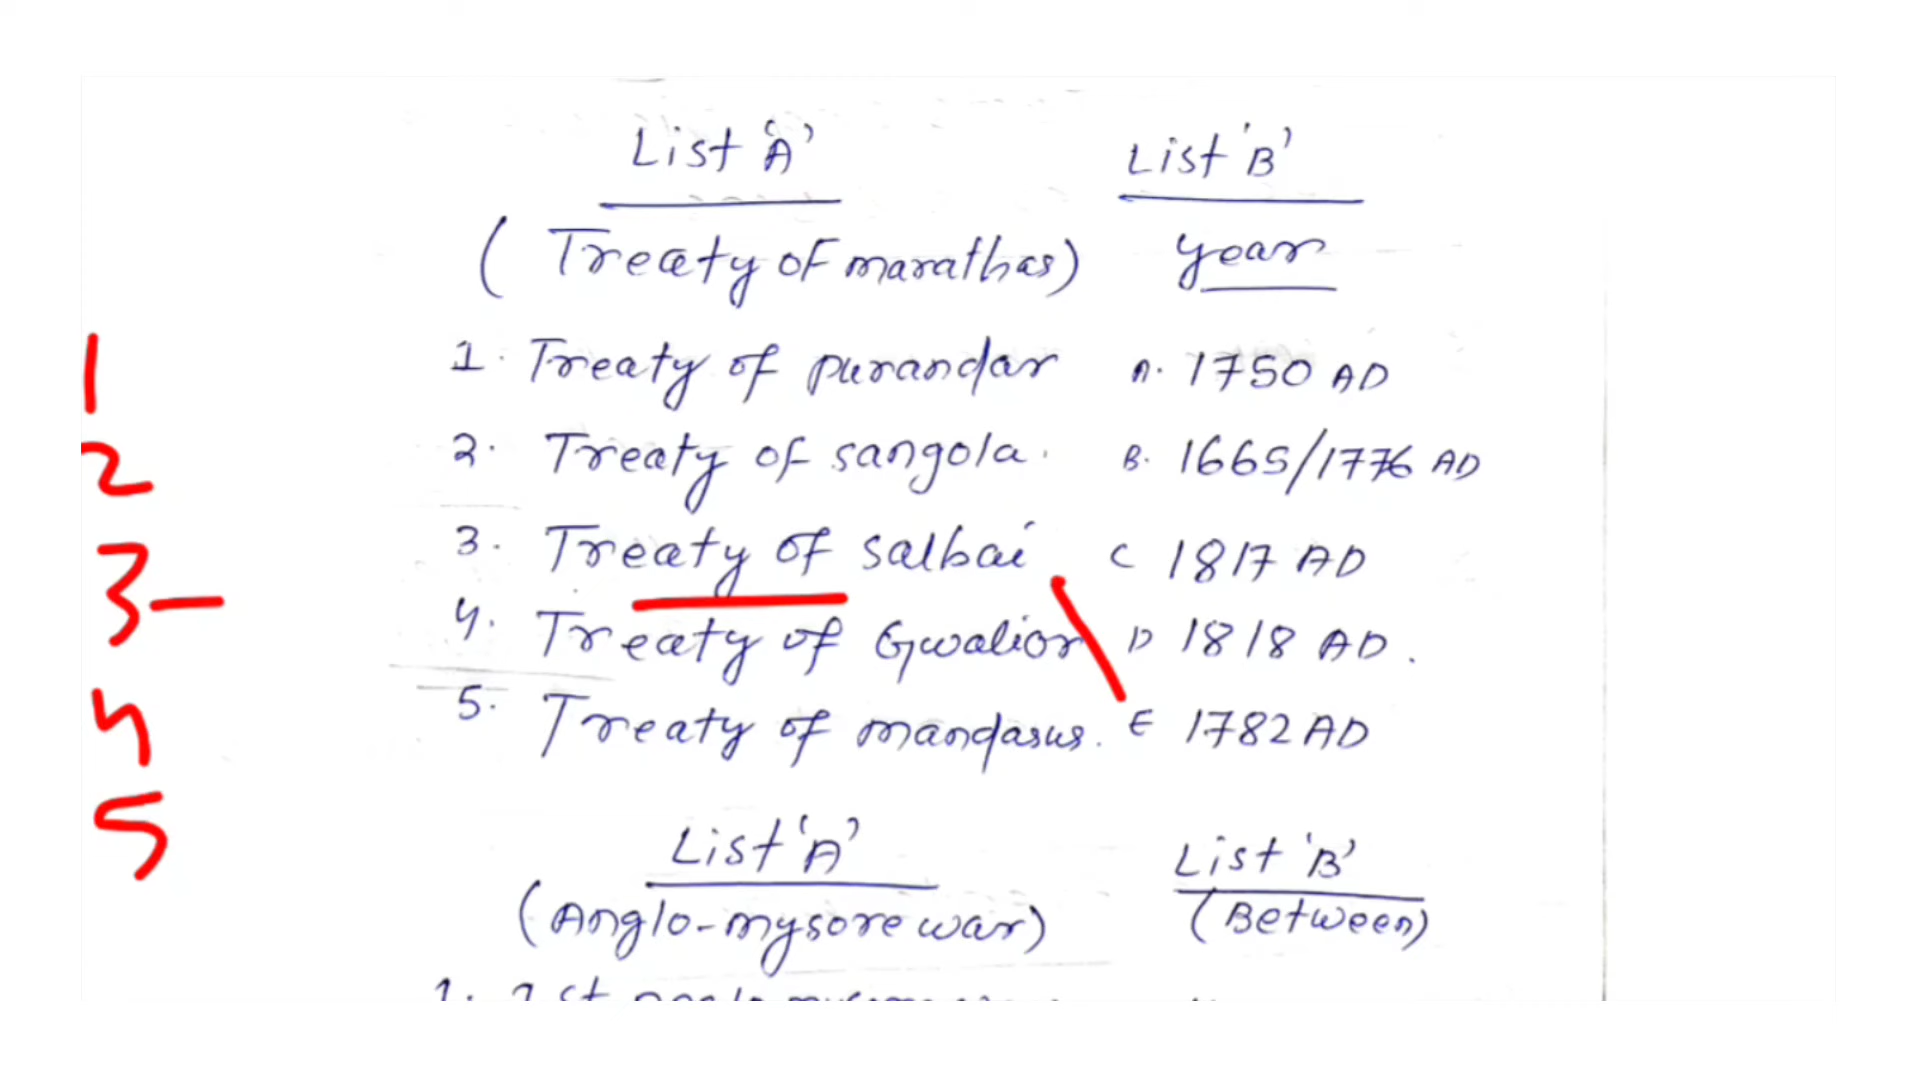 List 'A' List 'B'
(Treaty of marathas) year
1. Treaty of purandar A. 1750 AD
2. Treaty of sangola. B. 1665/1776 AD
3. Treaty of salbai C 1817 AD
4. Treaty of Gwalior D 1818 AD.
5. Treaty of mandasus. E 1782 AD
List 'A' List 'B'
(Anglo-mysore war) (Between)
1
2
3 —
4
5